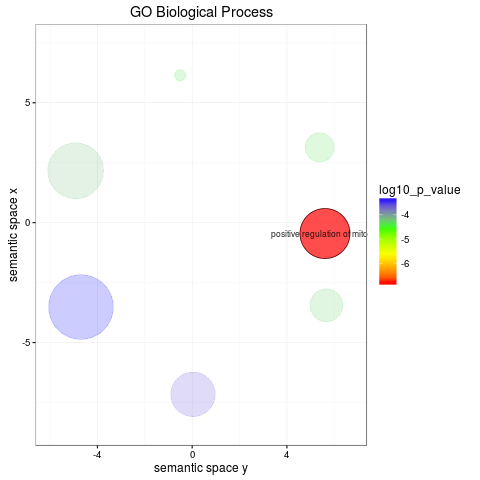 GO Biological Process
5
0
-5
semantic space x
positive regulation of mito
-4
0
4
semantic space y
log10_p_value
-4
-5
-6